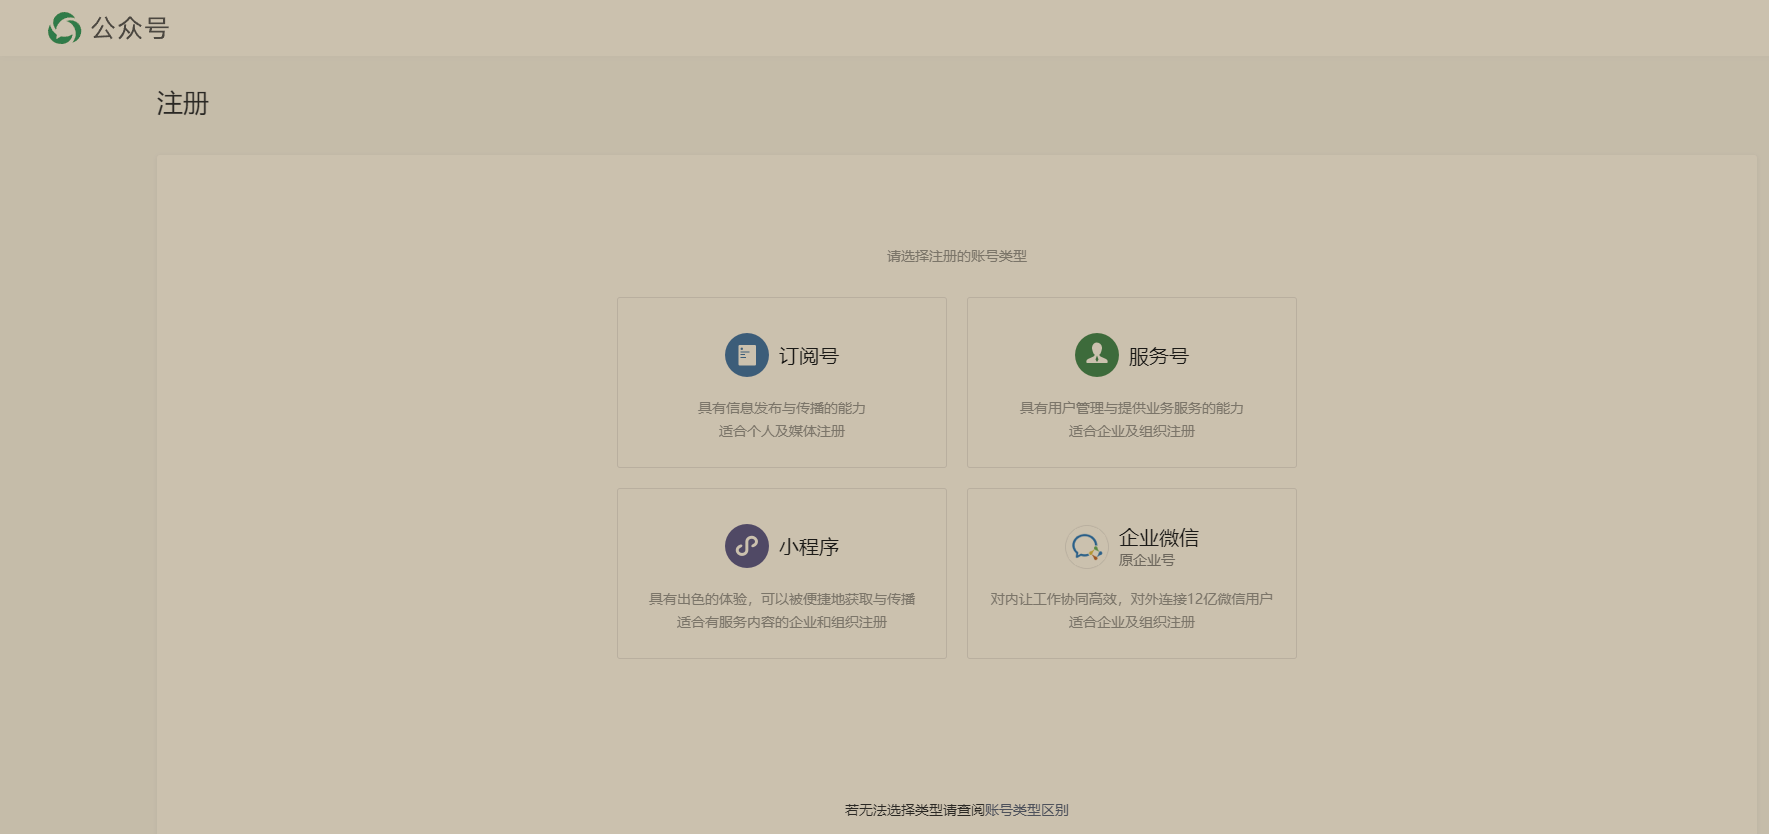 公众号
注册
请选择注册的账号类型
订阅号
具有信息发布与传播的能力
适合个人及媒体注册
服务号
具有用户管理与提供业务服务的能力
适合企业及组织注册
小程序
具有出色的体验，可以被便捷地获取与传播
适合有服务内容的企业和组织注册
企业微信
原企业号
对内让工作协同高效，对外连接12亿微信用户
适合企业及组织注册
若无法选择类型请查阅账号类型区别